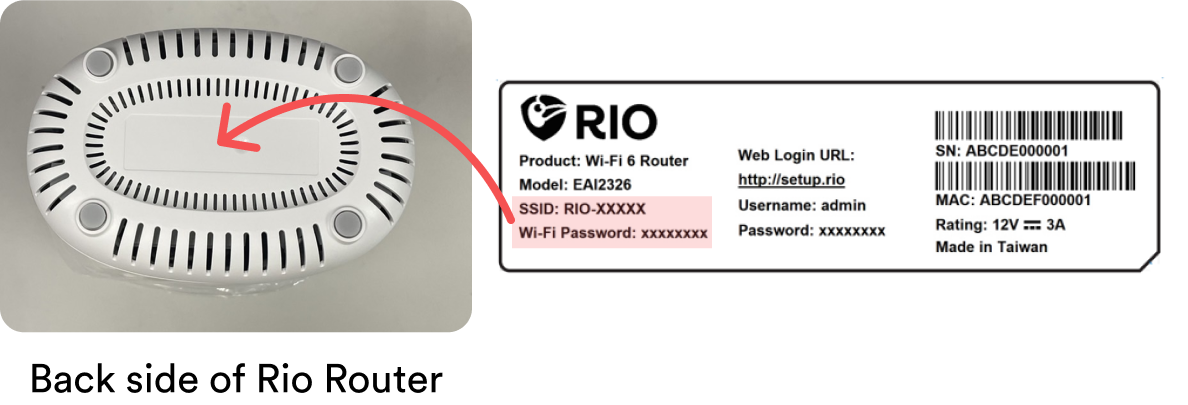 RIO
Product: Wi-Fi 6 Router
Model: EAI2326
SSID: RIO-XXXXX
Wi-Fi Password: xxxxxxxx
Web Login URL:
http://setup.rio
Username: admin
Password: xxxxxxxx
SN: ABCDE000001
MAC: ABCDEF000001
Rating: 12V 3A
Made in Taiwan
Back side of Rio Router